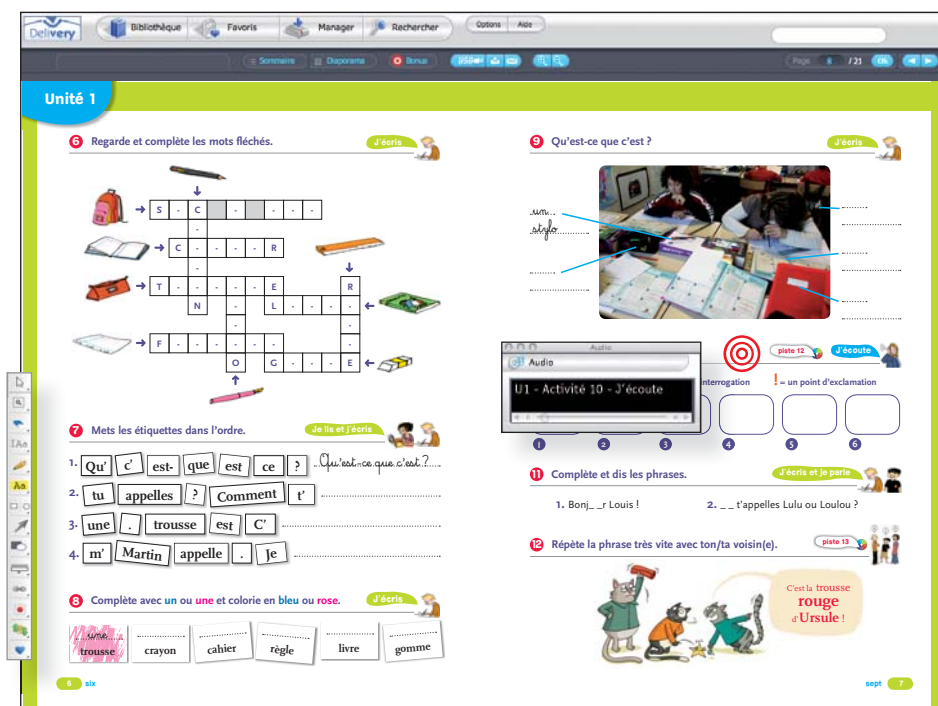 Delivery
Bibliothèque
Favoris
Manager
Rechercher
Options
Aide
Sommaire
Diaporama
Bonus
Page 8 / 21
Ok
Unité 1
6 Regarde et complète les mots fléchés.
J'écris
S - C - - - -
-
C - - - - R
-
T - - - - E R
N - L - - -
- -
F - - - - - -
O G - - - E
7 Mets les étiquettes dans l'ordre.
Je lis et j'écris
1. Qu' c' est- que est ce ? Qu'est-ce que c'est ?
2. tu appelles ? Comment t'
3. une . trousse est C'
4. m' Martin appelle . Je
8 Complète avec un ou une et colorie en bleu ou rose.
J'écris
une
trousse
crayon
cahier
règle
livre
gomme
6 six
9 Qu'est-ce que c'est ?
J'écris
un
stylo
Audio
Audio
U1 - Activité 10 - J'écoute
piste 12
J'écoute
interrogation
! = un point d'exclamation
1 2 3 4 5 6
11 Complète et dis les phrases.
J'écris et je parle
1. Bonj_ _r Louis !
2. _ _ t'appelles Lulu ou Loulou ?
12 Répète la phrase très vite avec ton/ta voisin(e).
piste 13
C'est la trousse
rouge
d'Ursule !
sept 7
IAa
Aa